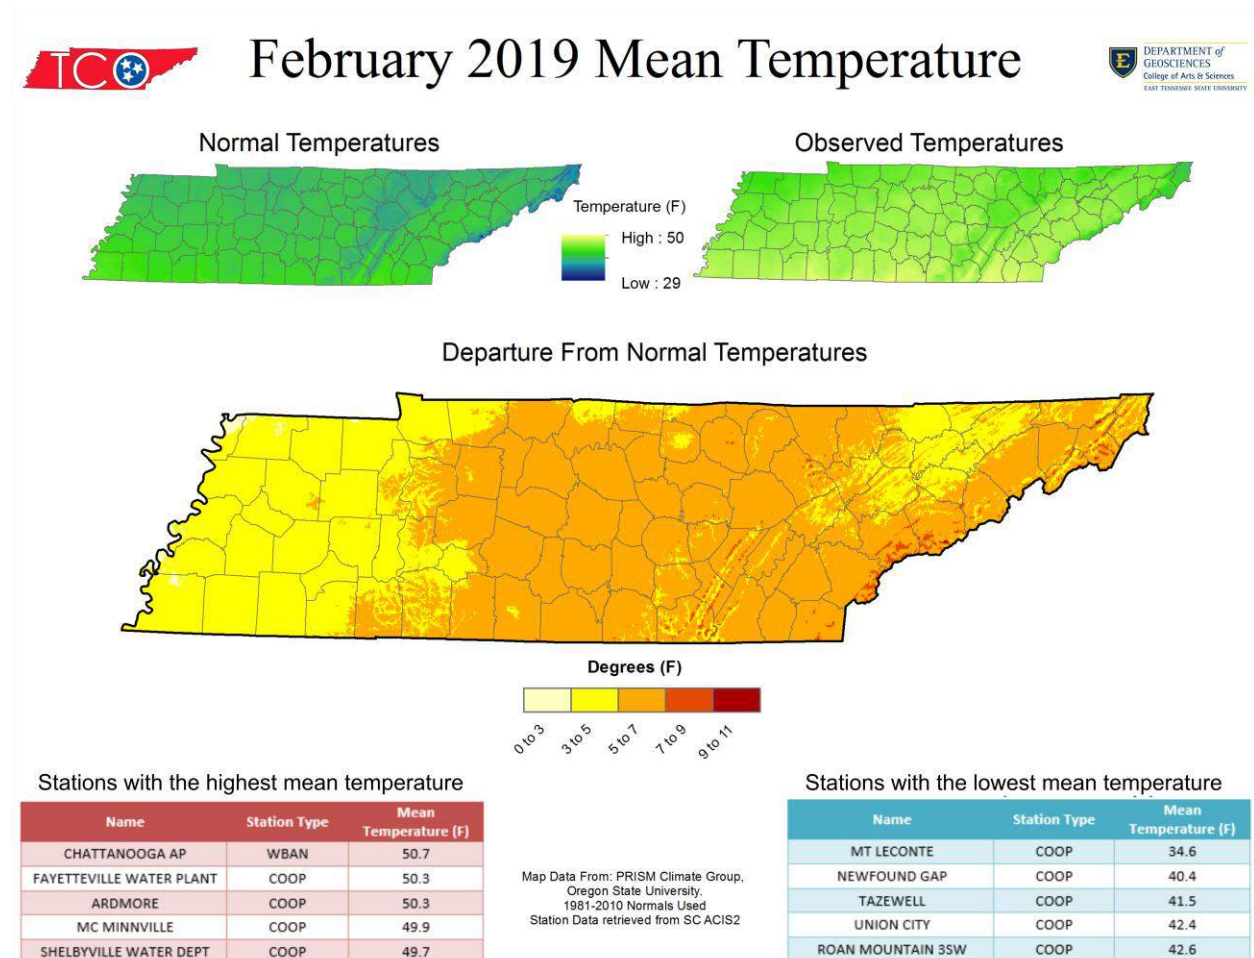 TCO
February 2019 Mean Temperature
DEPARTMENT of
GEOSCIENCES
College of Arts & Sciences
EAST TENNESSEE STATE UNIVERSITY
Normal Temperatures
Observed Temperatures
Temperature (F)
High : 50
Low : 29
Departure From Normal Temperatures
Degrees (F)
0 to 3
3 to 5
5 to 7
7 to 9
9 to 11
Stations with the highest mean temperature
Name Station Type Mean
Temperature (F)
CHATTANOOGA AP WBAN 50.7
FAYETTEVILLE WATER PLANT COOP 50.3
ARDMORE COOP 50.3
MC MINNVILLE COOP 49.9
SHELBYVILLE WATER DEPT COOP 49.7
Map Data From: PRISM Climate Group,
Oregon State University.
1981-2010 Normals Used
Station Data retrieved from SC ACIS2
Stations with the lowest mean temperature
Name Station Type Mean
Temperature (F)
MT LECONTE COOP 34.6
NEWFOUND GAP COOP 40.4
TAZEWELL COOP 41.5
UNION CITY COOP 42.4
ROAN MOUNTAIN 3SW COOP 42.6